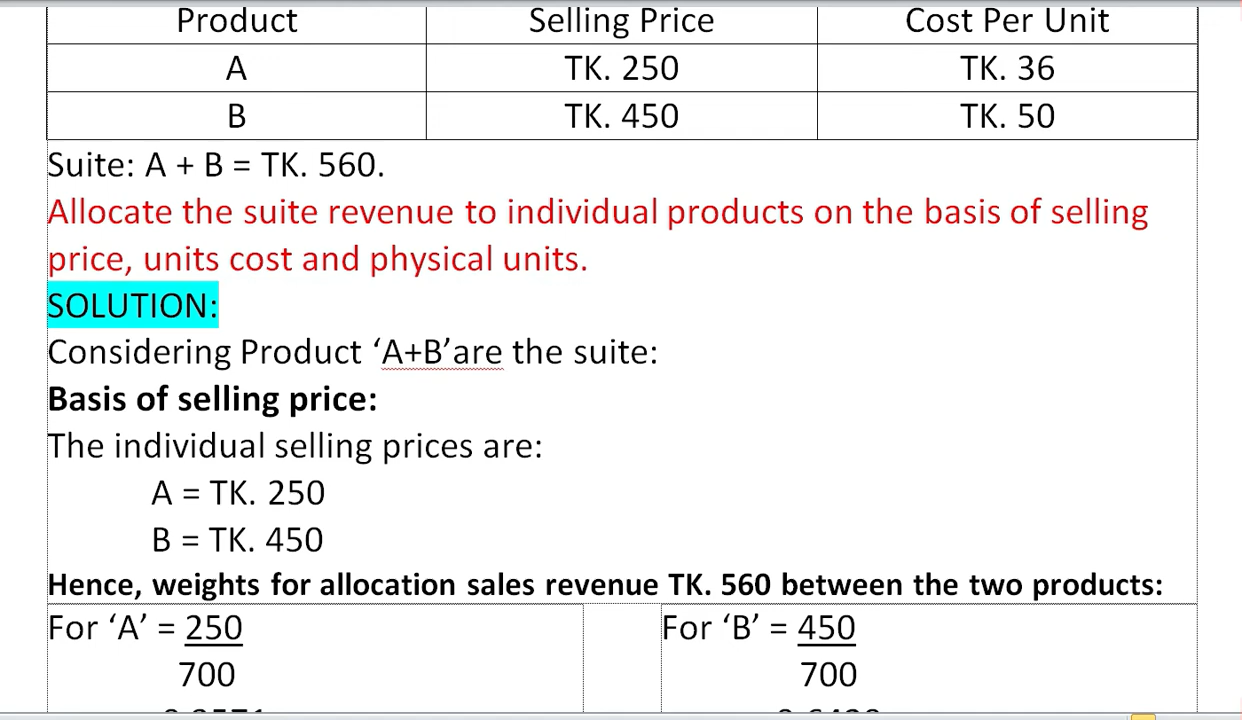 Product Selling Price Cost Per Unit
A TK. 250 TK. 36
B TK. 450 TK. 50
Suite: A + B = TK. 560.
Allocate the suite revenue to individual products on the basis of selling
price, units cost and physical units.
SOLUTION:
Considering Product ‘A+B’are the suite:
Basis of selling price:
The individual selling prices are:
A = TK. 250
B = TK. 450
Hence, weights for allocation sales revenue TK. 560 between the two products:
For ‘A’ = 250 For ‘B’ = 450
700 700